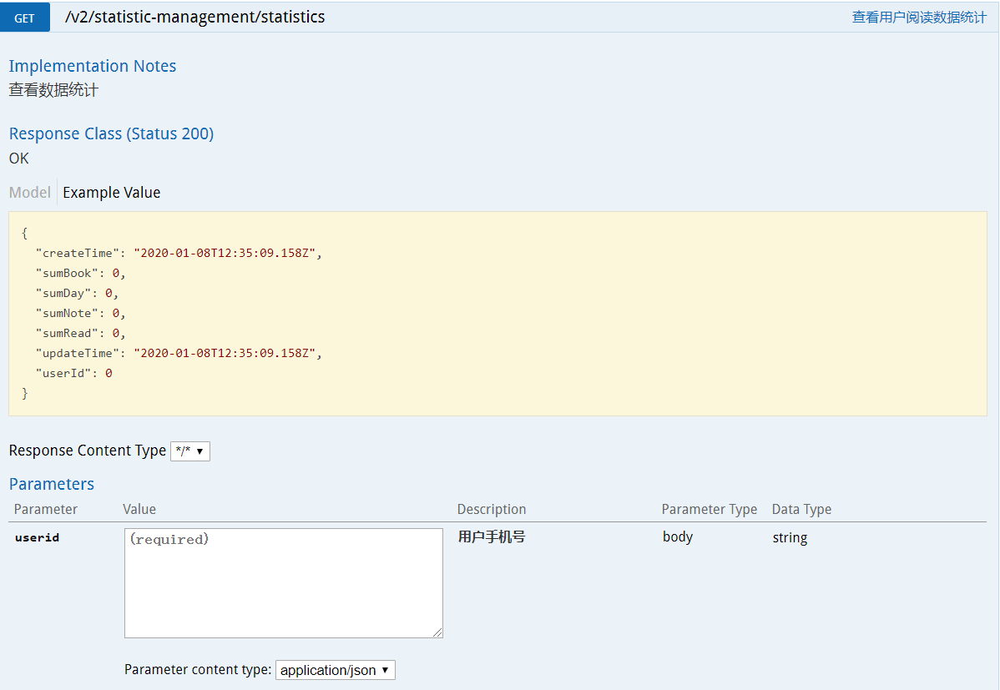 GET /v2/statistic-management/statistics 查看用户阅读数据统计
Implementation Notes
查看数据统计
Response Class (Status 200)
OK
Model Example Value
{
"createTime": "2020-01-08T12:35:09.158Z",
"sumBook": 0,
"sumDay": 0,
"sumNote": 0,
"sumRead": 0,
"updateTime": "2020-01-08T12:35:09.158Z",
"userId": 0
}
Response Content Type */*
Parameters
Parameter Value Description Parameter Type Data Type
userid (required) 用户手机号 body string
Parameter content type: application/json